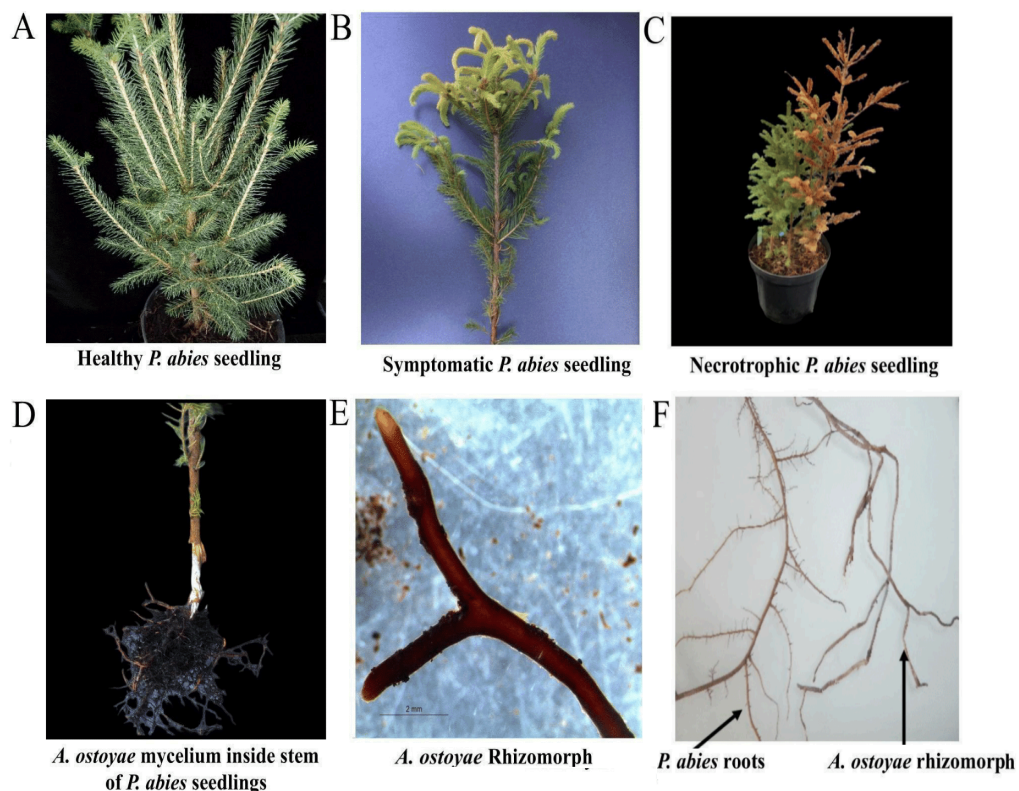 A
B
C
Healthy P. abies seedling
Symptomatic P. abies seedling
Necrotrophic P. abies seedling
D
E
F
2 mm
A. ostoyae mycelium inside stem
of P. abies seedlings
A. ostoyae Rhizomorph
P. abies roots
A. ostoyae rhizomorph